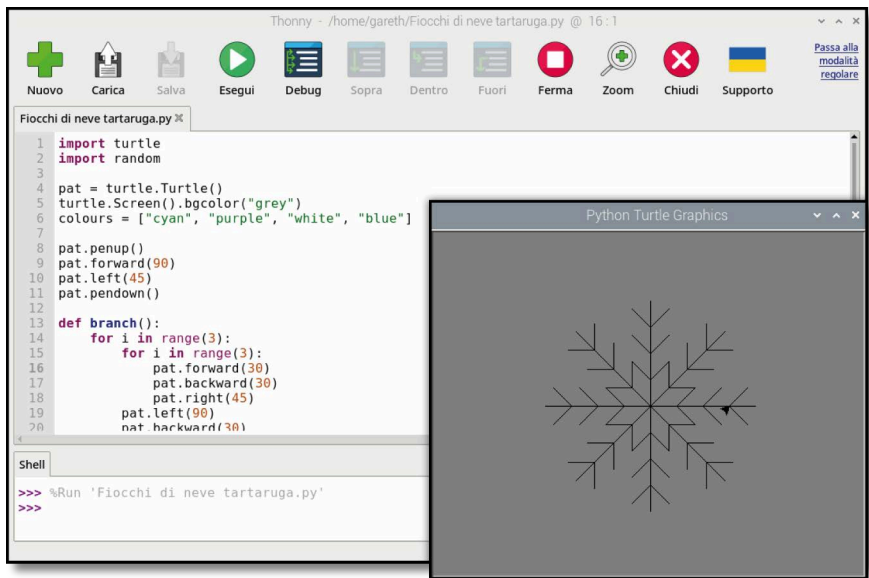 Thonny - /home/gareth/Fiocchi di neve tartaruga.py @ 16 : 1
Nuovo Carica Salva Esegui Debug Sopra Dentro Fuori Ferma Zoom Chiudi Supporto
Passa alla
modalità
regolare
Fiocchi di neve tartaruga.py
1 import turtle
2 import random
3
4 pat = turtle.Turtle()
5 turtle.Screen().bgcolor("grey")
6 colours = ["cyan", "purple", "white", "blue"]
7
8 pat.penup()
9 pat.forward(90)
10 pat.left(45)
11 pat.pendown()
12
13 def branch():
14     for i in range(3):
15         for i in range(3):
16             pat.forward(30)
17             pat.backward(30)
18             pat.right(45)
19         pat.left(90)
20         pat.backward(30)
Python Turtle Graphics
Shell
>>> %Run 'Fiocchi di neve tartaruga.py'
>>>